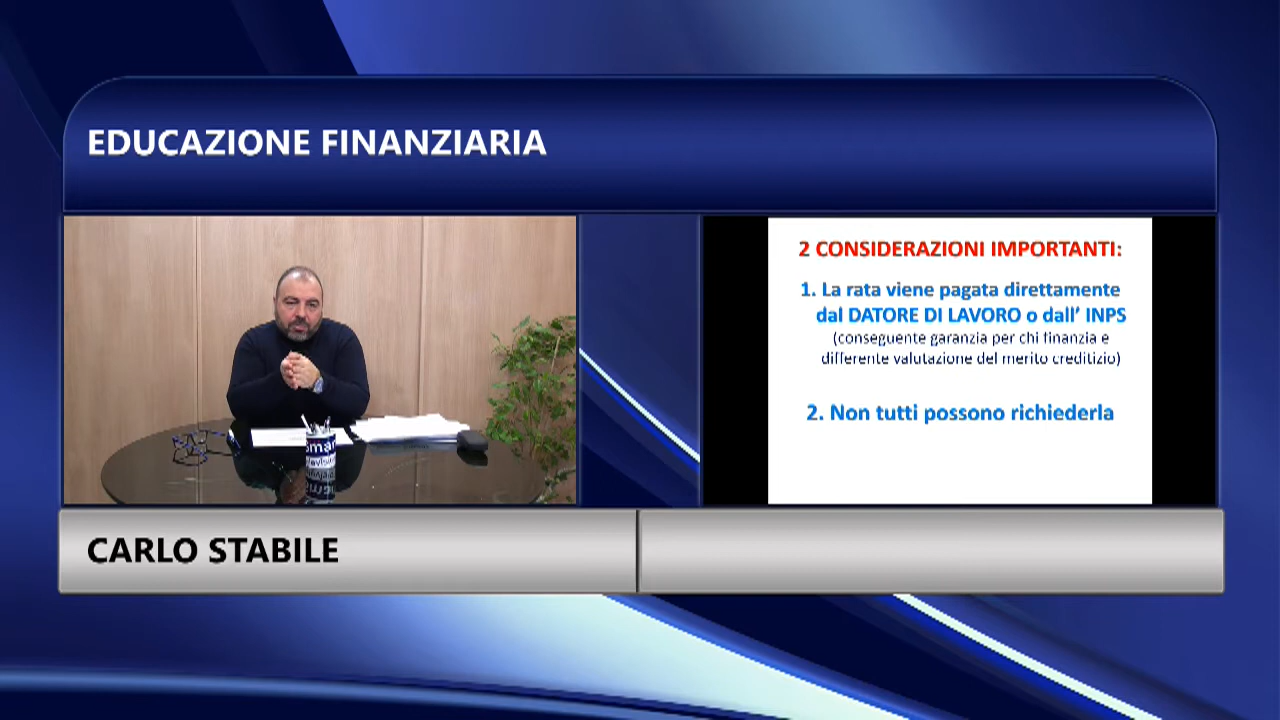 EDUCAZIONE FINANZIARIA
2 CONSIDERAZIONI IMPORTANTI:
1. La rata viene pagata direttamente
dal DATORE DI LAVORO o dall' INPS
(conseguente garanzia per chi finanzia e
differente valutazione del merito creditizio)
2. Non tutti possono richiederla
CARLO STABILE